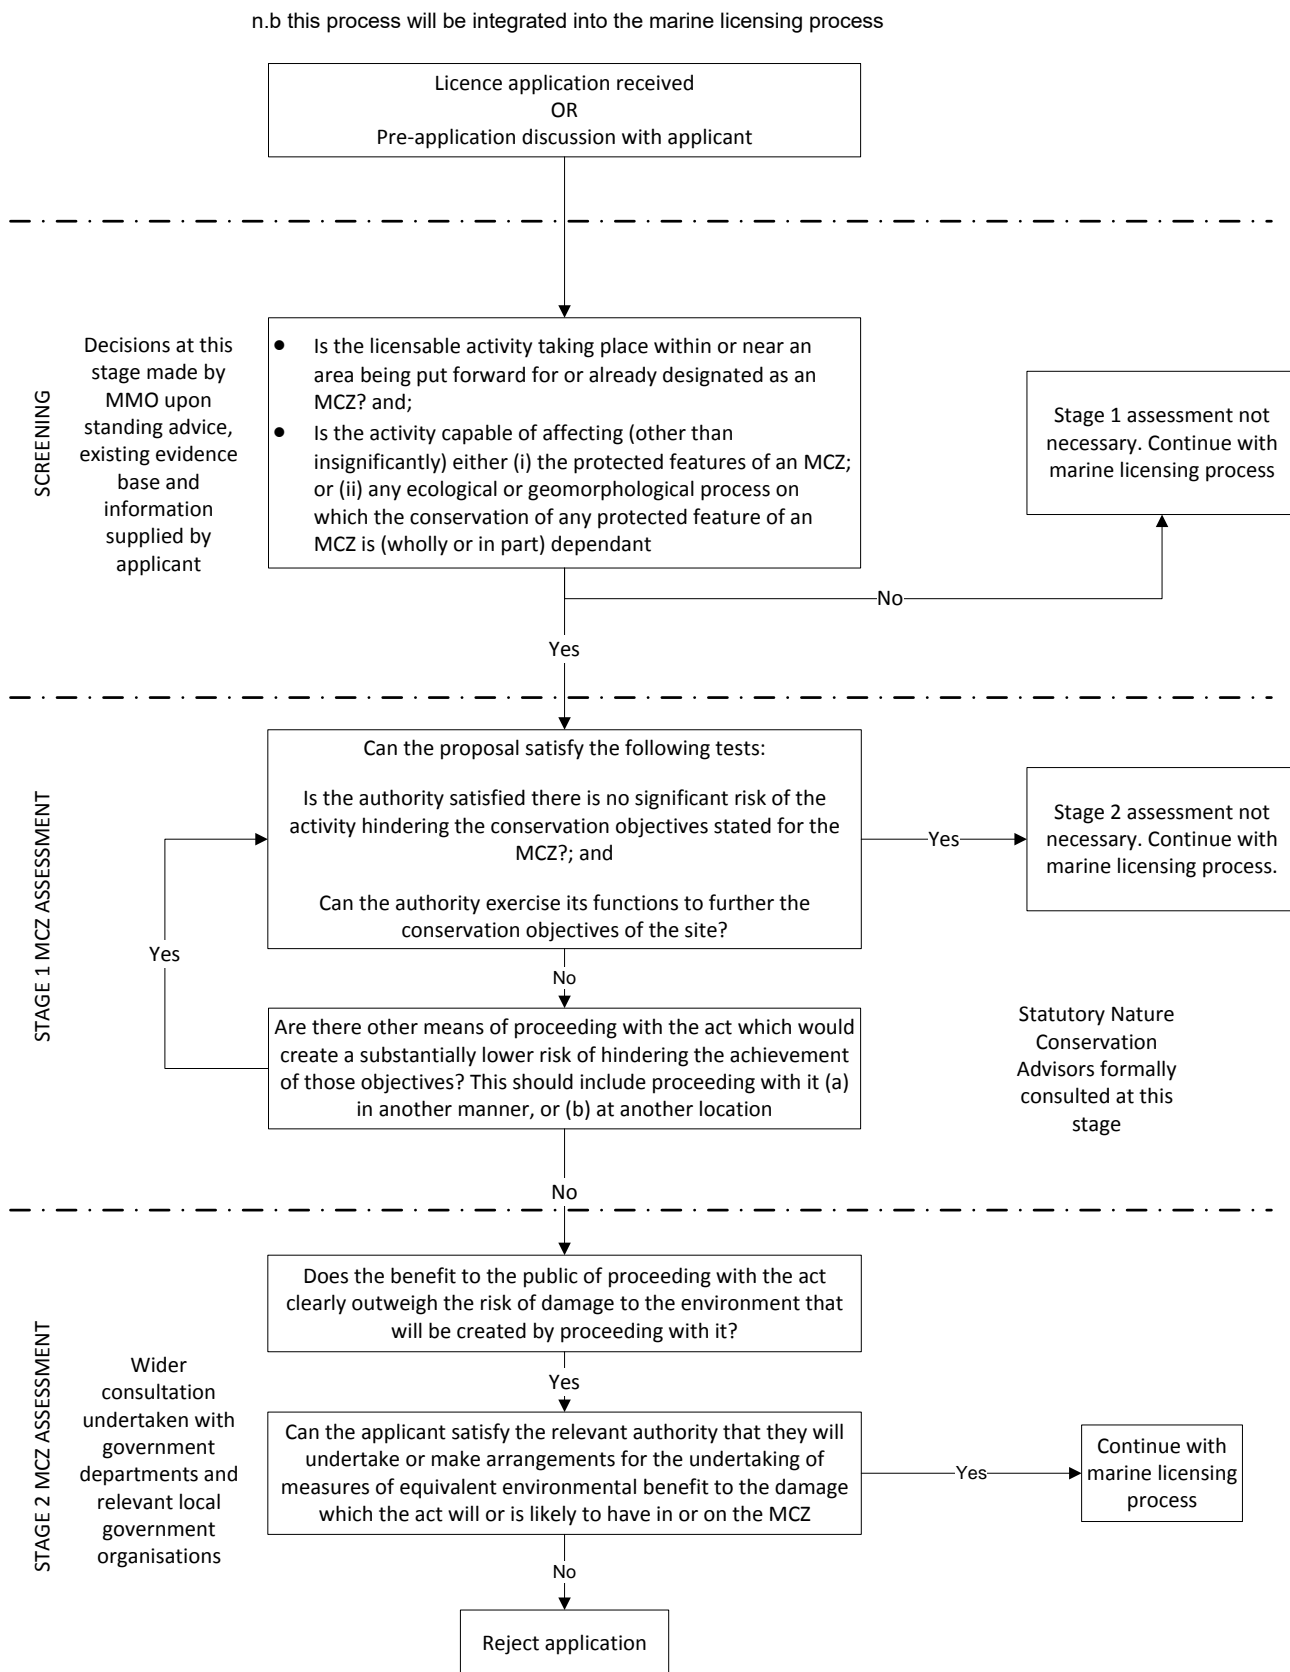 n.b this process will be integrated into the marine licensing process
Licence application received
OR
Pre-application discussion with applicant
SCREENING
Decisions at this
stage made by
MMO upon
standing advice,
existing evidence
base and
information
supplied by
applicant
• Is the licensable activity taking place within or near an
area being put forward for or already designated as an
MCZ? and;
• Is the activity capable of affecting (other than
insignificantly) either (i) the protected features of an MCZ;
or (ii) any ecological or geomorphological process on
which the conservation of any protected feature of an
MCZ is (wholly or in part) dependant
Stage 1 assessment not
necessary. Continue with
marine licensing process
No
Yes
STAGE 1 MCZ ASSESSMENT
Can the proposal satisfy the following tests:
Is the authority satisfied there is no significant risk of the
activity hindering the conservation objectives stated for the
MCZ?; and
Can the authority exercise its functions to further the
conservation objectives of the site?
Yes
Stage 2 assessment not
necessary. Continue with
marine licensing process.
Yes
No
Are there other means of proceeding with the act which would
create a substantially lower risk of hindering the achievement
of those objectives? This should include proceeding with it (a)
in another manner, or (b) at another location
Statutory Nature
Conservation
Advisors formally
consulted at this
stage
No
STAGE 2 MCZ ASSESSMENT
Wider
consultation
undertaken with
government
departments and
relevant local
government
organisations
Does the benefit to the public of proceeding with the act
clearly outweigh the risk of damage to the environment that
will be created by proceeding with it?
Yes
Can the applicant satisfy the relevant authority that they will
undertake or make arrangements for the undertaking of
measures of equivalent environmental benefit to the damage
which the act will or is likely to have in or on the MCZ
Yes
Continue with
marine licensing
process
No
Reject application